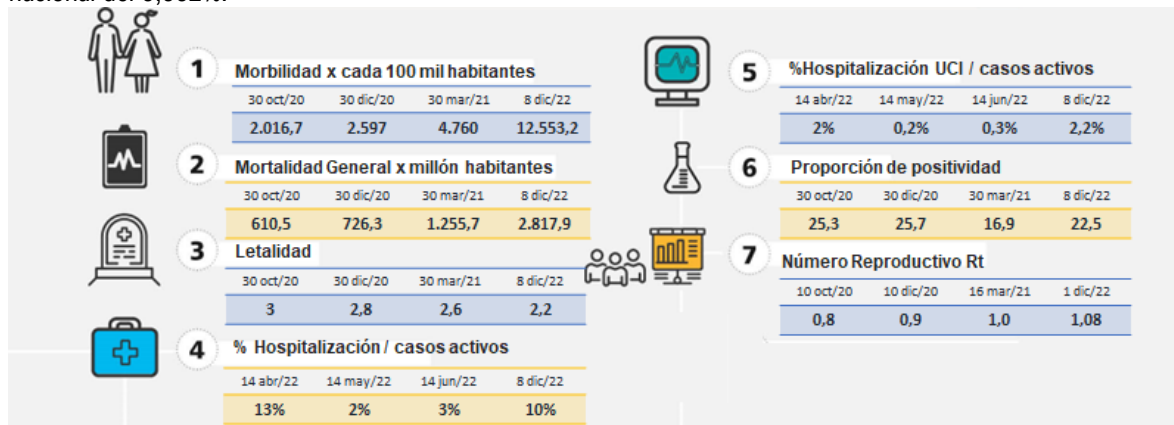 1 Morbilidad x cada 100 mil habitantes
30 oct/20 30 dic/20 30 mar/21 8 dic/22
2.016,7 2.597 4.760 12.553,2
2 Mortalidad General x millón habitantes
30 oct/20 30 dic/20 30 mar/21 8 dic/22
610,5 726,3 1.255,7 2.817,9
3 Letalidad
30 oct/20 30 dic/20 30 mar/21 8 dic/22
3 2,8 2,6 2,2
4 % Hospitalización / casos activos
14 abr/22 14 may/22 14 jun/22 8 dic/22
13% 2% 3% 10%
5 %Hospitalización UCI / casos activos
14 abr/22 14 may/22 14 jun/22 8 dic/22
2% 0,2% 0,3% 2,2%
6 Proporción de positividad
30 oct/20 30 dic/20 30 mar/21 8 dic/22
25,3 25,7 16,9 22,5
7 Número Reproductivo Rt
10 oct/20 10 dic/20 16 mar/21 1 dic/22
0,8 0,9 1,0 1,08